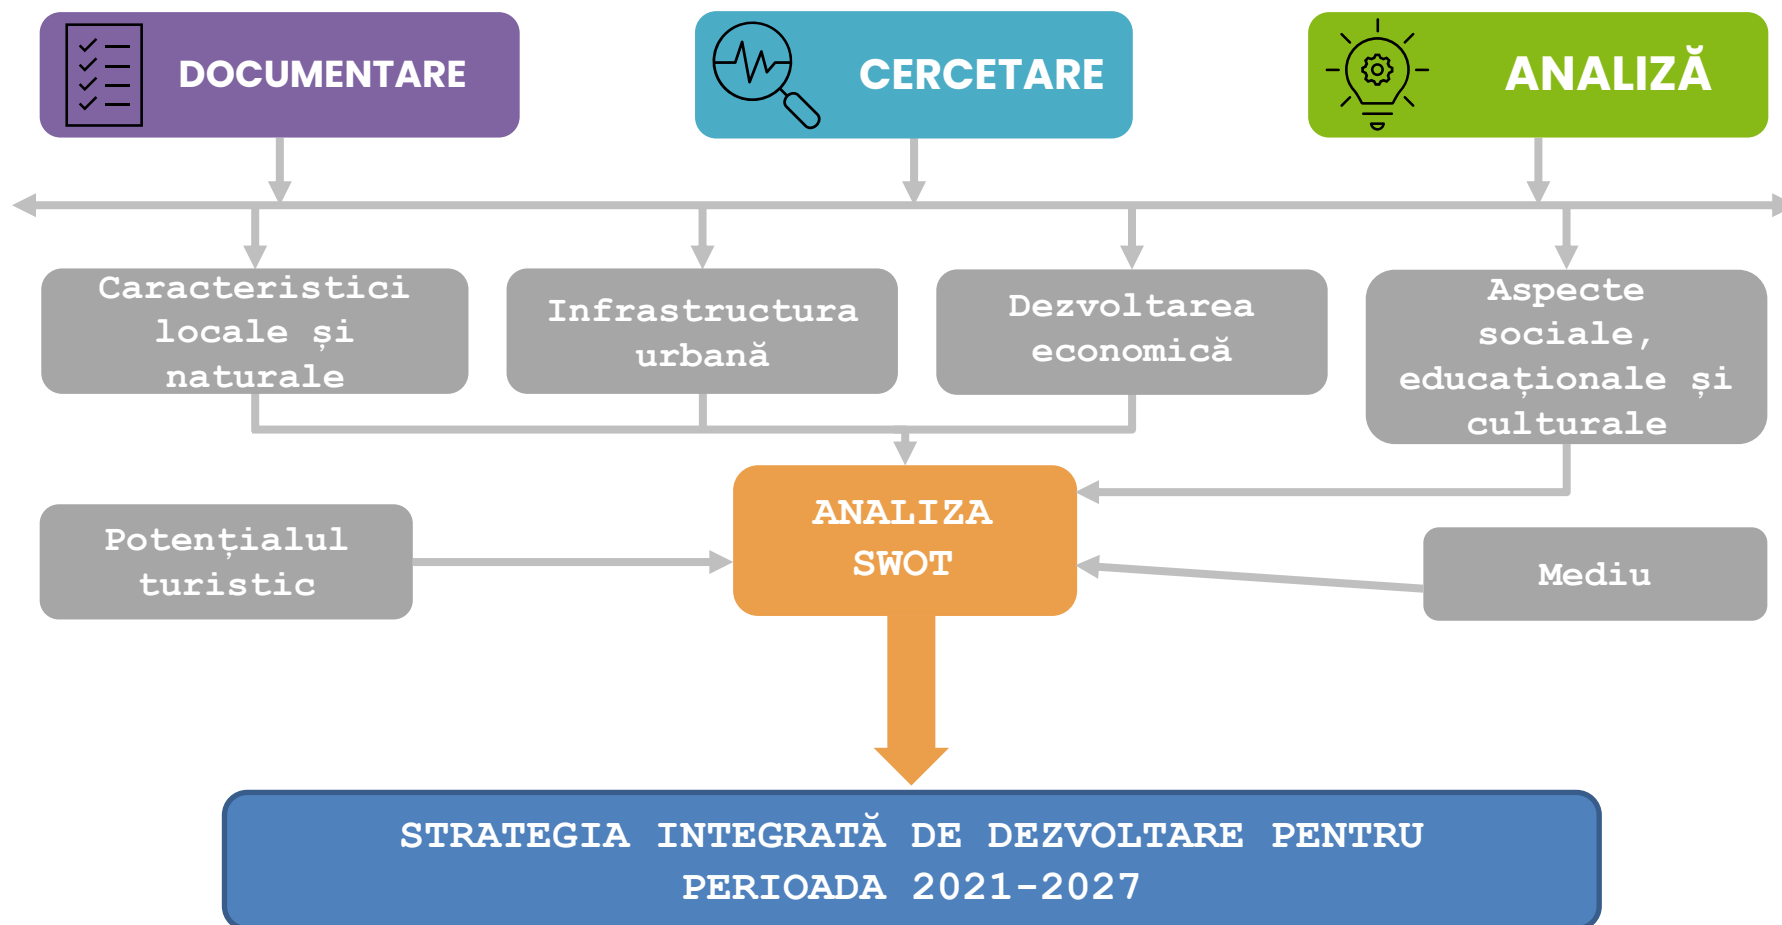 DOCUMENTARE
CERCETARE
ANALIZĂ
Caracteristici
locale și
naturale
Infrastructura
urbană
Dezvoltarea
economică
Aspecte
sociale,
educaționale și
culturale
ANALIZA
SWOT
Potențialul
turistic
Mediu
STRATEGIA INTEGRATĂ DE DEZVOLTARE PENTRU
PERIOADA 2021-2027